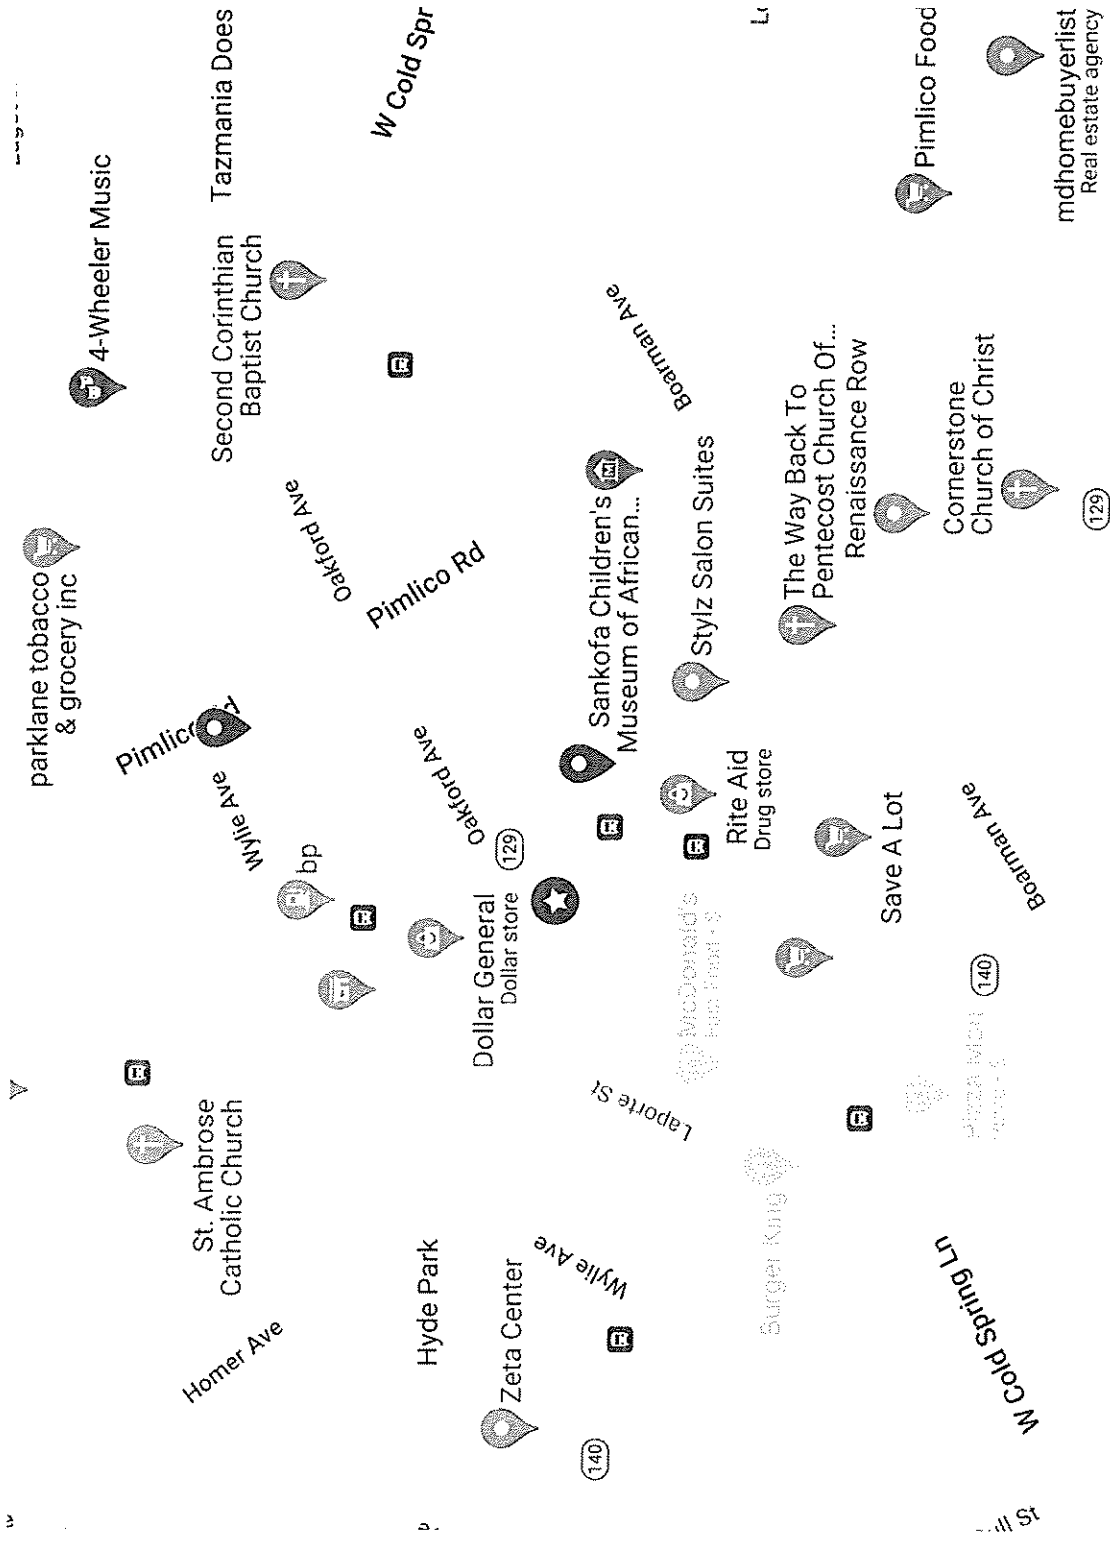 parklane tobacco
& grocery inc
4-Wheeler Music
Pimlico
St. Ambrose
Catholic Church
Homer Ave
Wylie Ave
Second Corinthian
Baptist Church
Tazmania Does
bp
Oakford Ave
Pimlico Rd
W Cold Spr
Hyde Park
Oakford Ave
129
Dollar General
Dollar store
Zeta Center
140
Wylie Ave
Laporte St
Sankofa Children's
Museum of African...
Boarman Ave
Stylz Salon Suites
McDonald's
Rite Aid
Drug store
Burger King
The Way Back To
Pentecost Church Of...
Renaissance Row
Save A Lot
Pimlico Food
Cornerstone
Church of Christ
W Cold Spring Ln
140
Boarman Ave
129
mdhomebuyerlist
Real estate agency
St